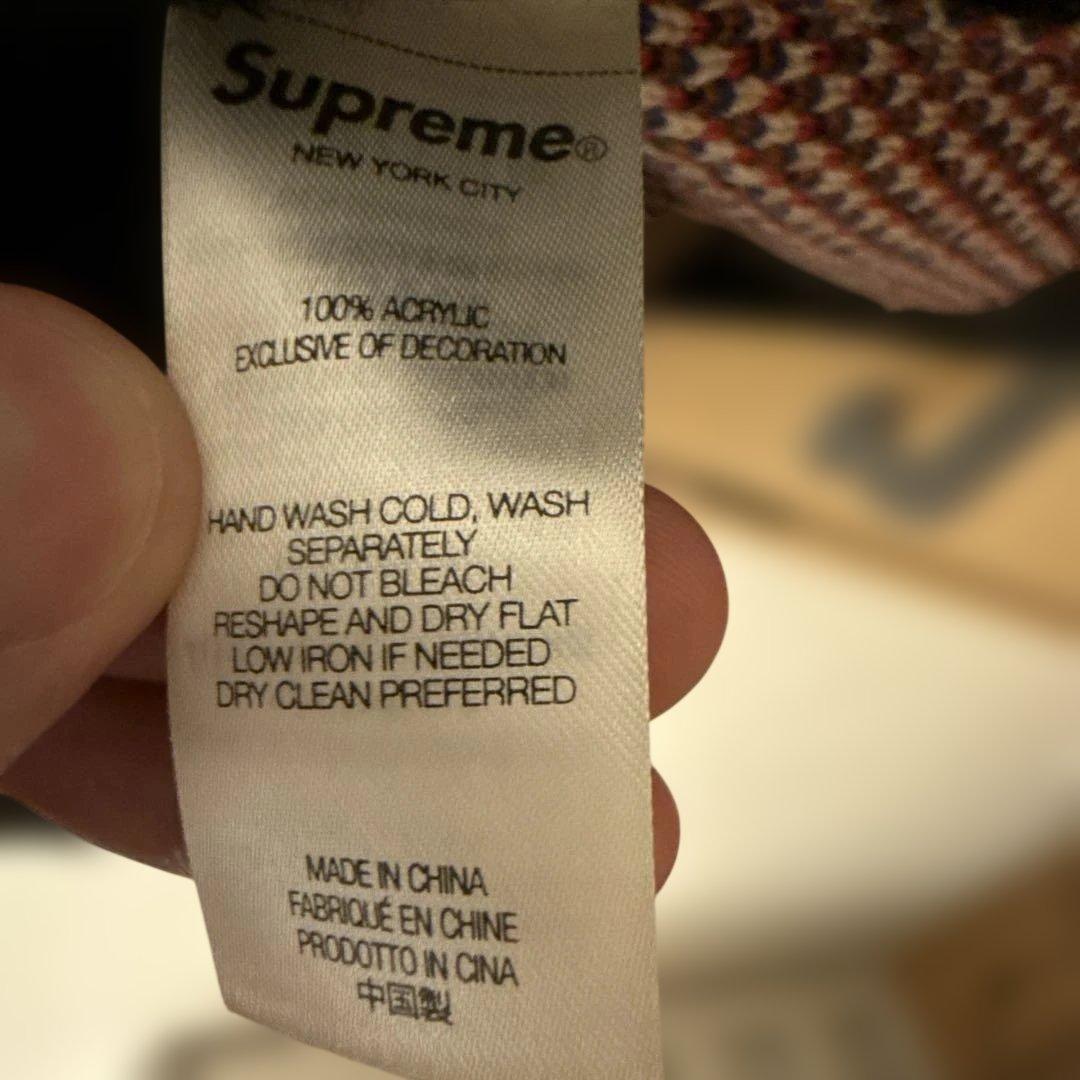 Supreme®
NEW YORK CITY
100% ACRYLIC
EXCLUSIVE OF DECORATION
HAND WASH COLD, WASH
SEPARATELY
DO NOT BLEACH
RESHAPE AND DRY FLAT
LOW IRON IF NEEDED
DRY CLEAN PREFERRED
MADE IN CHINA
FABRIQUÉ EN CHINE
PRODOTTO IN CINA
中国製